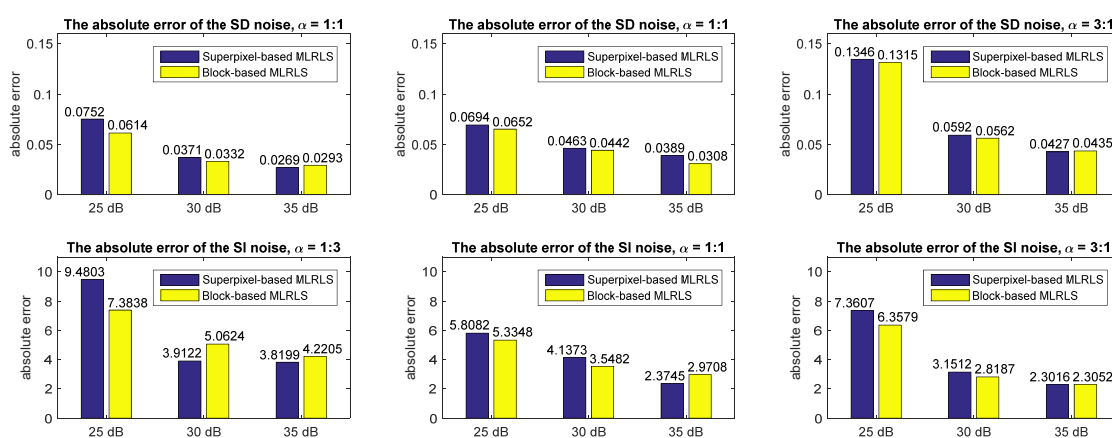 The absolute error of the SD noise, α = 1:1
0.15
0.1
0.05
0
absolute error
Superpixel-based MLRLS
Block-based MLRLS
0.0752
0.0614
0.0371
0.0332
0.0269
0.0293
25 dB
30 dB
35 dB
The absolute error of the SD noise, α = 1:1
0.15
0.1
0.05
0
absolute error
Superpixel-based MLRLS
Block-based MLRLS
0.0694
0.0652
0.0463
0.0442
0.0389
0.0308
25 dB
30 dB
35 dB
The absolute error of the SD noise, α = 3:1
0.15
0.1
0.05
0
absolute error
Superpixel-based MLRLS
Block-based MLRLS
0.1346
0.1315
0.0592
0.0562
0.0427
0.0435
25 dB
30 dB
35 dB
The absolute error of the SI noise, α = 1:3
10
8
6
4
2
0
absolute error
Superpixel-based MLRLS
Block-based MLRLS
9.4803
7.3838
3.9122
5.0624
3.8199
4.2205
25 dB
30 dB
35 dB
The absolute error of the SI noise, α = 1:1
10
8
6
4
2
0
absolute error
Superpixel-based MLRLS
Block-based MLRLS
5.8082
5.3348
4.1373
3.5482
2.3745
2.9708
25 dB
30 dB
35 dB
The absolute error of the SI noise, α = 3:1
10
8
6
4
2
0
absolute error
Superpixel-based MLRLS
Block-based MLRLS
7.3607
6.3579
3.1512
2.8187
2.3016
2.3052
25 dB
30 dB
35 dB